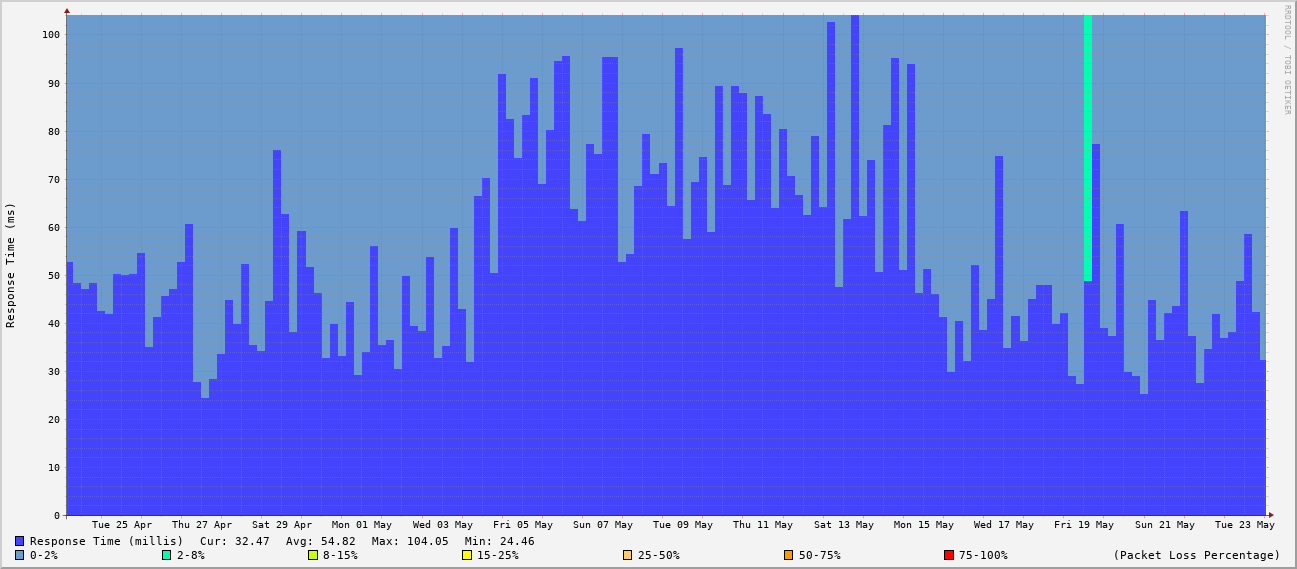 RRDTOOL / TOBI OETIKER
Response Time (ms)
100
90
80
70
60
50
40
30
20
10
0
Tue 25 Apr Thu 27 Apr Sat 29 Apr Mon 01 May Wed 03 May Fri 05 May Sun 07 May Tue 09 May Thu 11 May Sat 13 May Mon 15 May Wed 17 May Fri 19 May Sun 21 May Tue 23 May
Response Time (millis) Cur: 32.47 Avg: 54.82 Max: 104.05 Min: 24.46
0-2% 2-8% 8-15% 15-25% 25-50% 50-75% 75-100% (Packet Loss Percentage)